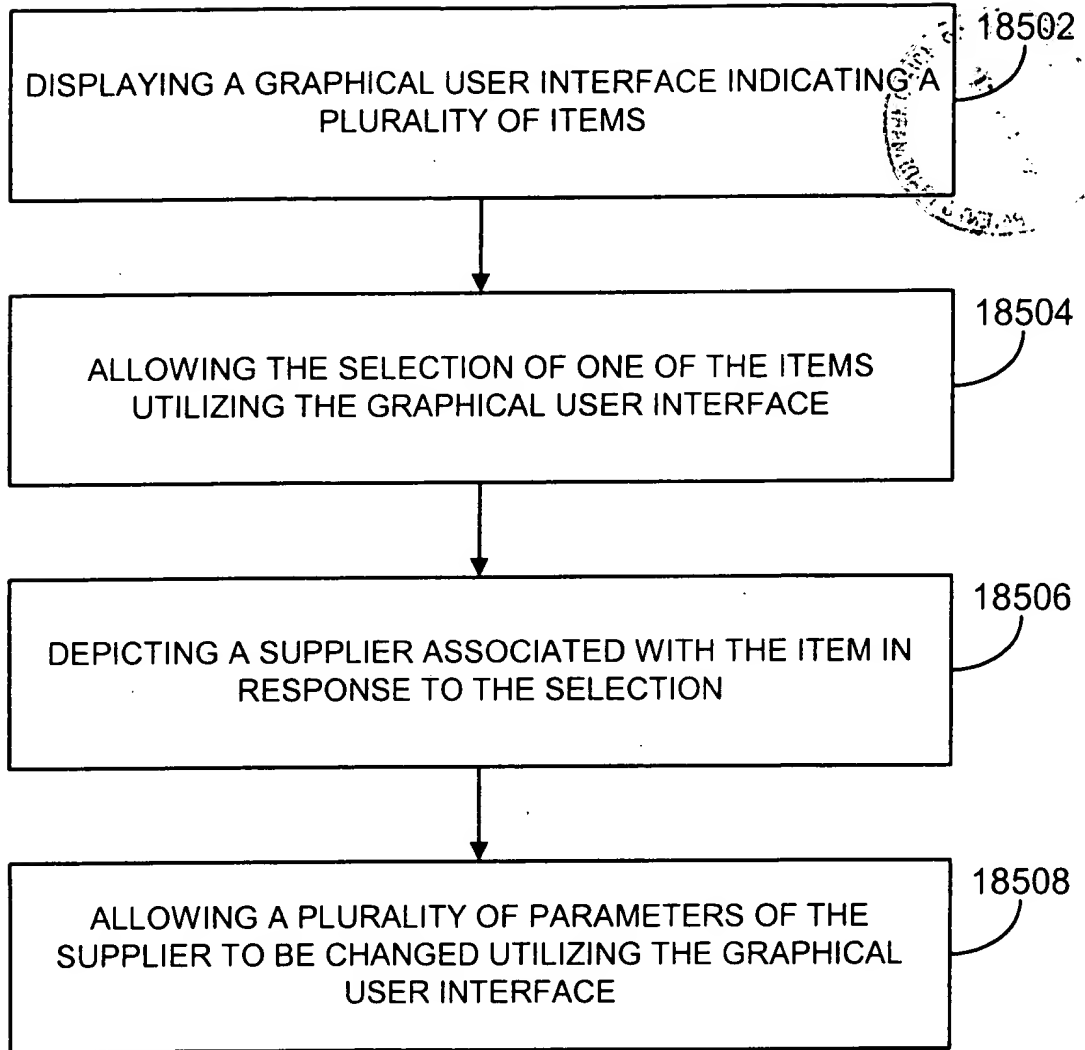 18502
DISPLAYING A GRAPHICAL USER INTERFACE INDICATING A
PLURALITY OF ITEMS
18504
ALLOWING THE SELECTION OF ONE OF THE ITEMS
UTILIZING THE GRAPHICAL USER INTERFACE
18506
DEPICTING A SUPPLIER ASSOCIATED WITH THE ITEM IN
RESPONSE TO THE SELECTION
18508
ALLOWING A PLURALITY OF PARAMETERS OF THE
SUPPLIER TO BE CHANGED UTILIZING THE GRAPHICAL
USER INTERFACE